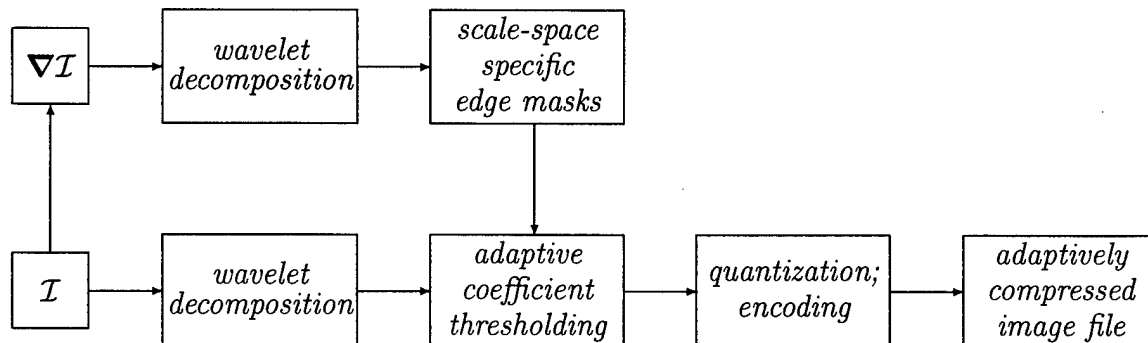 ∇I
wavelet
decomposition
scale-space
specific
edge masks
I
wavelet
decomposition
adaptive
coefficient
thresholding
quantization;
encoding
adaptively
compressed
image file